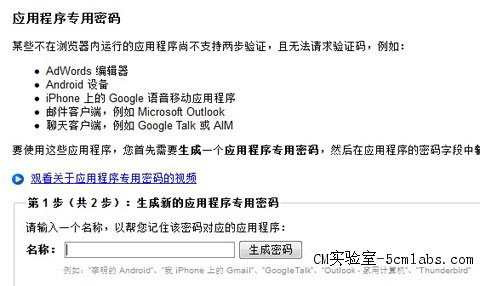 应用程序专用密码
某些不在浏览器内运行的应用程序尚不支持两步验证，且无法请求验证码，例如：
AdWords 编辑器
Android 设备
iPhone 上的 Google 语音移动应用程序
邮件客户端，例如 Microsoft Outlook
聊天客户端，例如 Google Talk 或 AIM
要使用这些应用程序，您首先需要生成一个应用程序专用密码，然后在应用程序的密码字段中
观看关于应用程序专用密码的视频
第 1 步（共 2 步）：生成新的应用程序专用密码
请输入一个名称，以帮您记住该密码对应的应用程序：
名称： 生成密码
CM实验室-5cmlabs.com
例如："李明的 Android"、"我 iPhone 上的 Gmail"、"GoogleTalk"、"Outlook - 家用计算机"、"Thunderbird"